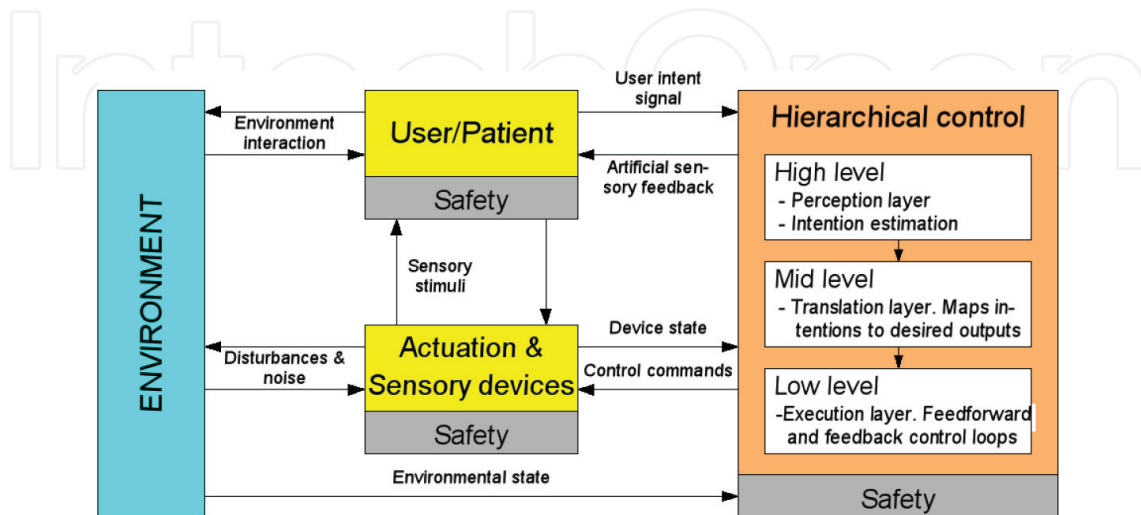 IntechOpen
ENVIRONMENT
Environment
interaction
User/Patient
Safety
User intent
signal
Artificial sen-
sory feedback
Sensory
stimuli
Disturbances &
noise
Actuation &
Sensory devices
Safety
Device state
Control commands
Environmental state
Hierarchical control
High level
- Perception layer
- Intention estimation
Mid level
- Translation layer. Maps in-
tentions to desired outputs
Low level
-Execution layer. Feedforward
and feedback control loops
Safety